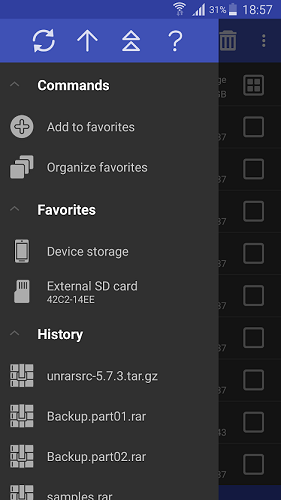 31% 18:57
?
Commands
Add to favorites
Organize favorites
Favorites
Device storage
External SD card
42C2-14EE
History
unrarsrc-5.7.3.tar.gz
Backup.part01.rar
Backup.part02.rar
samples.rar